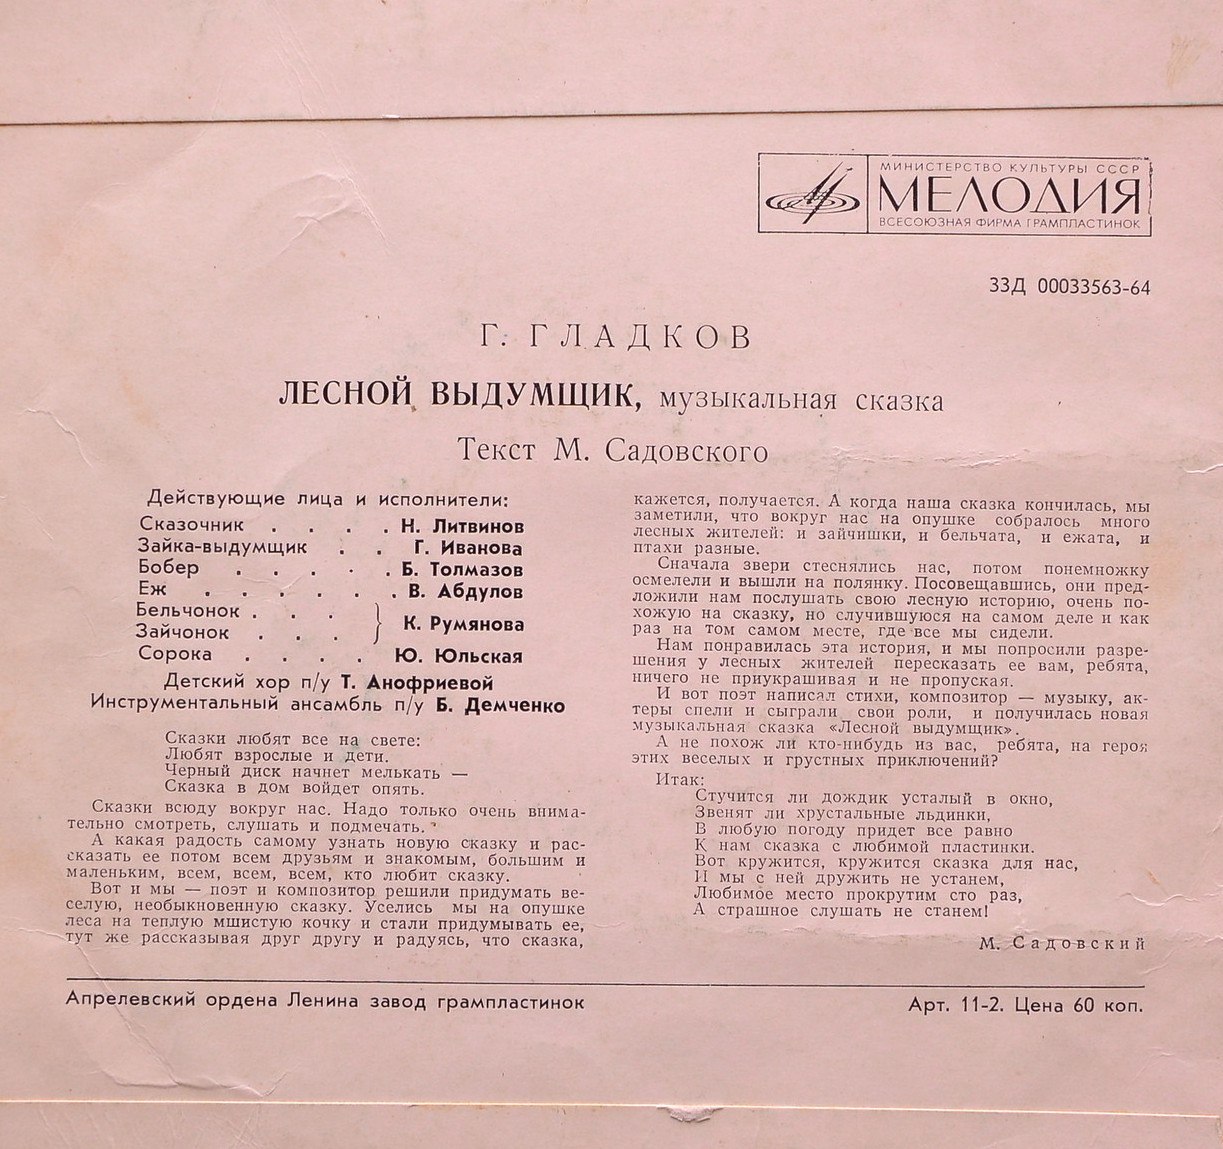 МИНИСТЕРСТВО КУЛЬТУРЫ СССР
МЕЛОДИЯ
ВСЕСОЮЗНАЯ ФИРМА ГРАМПЛАСТИНОК
33Д 00033563-64
Г. ГЛАДКОВ
ЛЕСНОЙ ВЫДУМЩИК, музыкальная сказка
Текст М. Садовского
Действующие лица и исполнители:
Сказочник . . . . Н. Литвинов
Зайка-выдумщик . . Г. Иванова
Бобер . . . . . Б. Толмазов
Еж . . . . . . В. Абдулов
Бельчонок . . .
Зайчонок . . . } К. Румянова
Сорока . . . . Ю. Юльская
Детский хор п/у Т. Анофриевой
Инструментальный ансамбль п/у Б. Демченко
Сказки любят все на свете:
Любят взрослые и дети.
Черный диск начнет мелькать —
Сказка в дом войдет опять.
Сказки всюду вокруг нас. Надо только очень внима-
тельно смотреть, слушать и подмечать.
А какая радость самому узнать новую сказку и рас-
сказать ее потом всем друзьям и знакомым, большим и
маленьким, всем, всем, всем, кто любит сказку.
Вот и мы — поэт и композитор решили придумать ве-
селую, необыкновенную сказку. Уселись мы на опушке
леса на теплую мшистую кочку и стали придумывать ее,
тут же рассказывая друг другу и радуясь, что сказка,
кажется, получается. А когда наша сказка кончилась, мы
заметили, что вокруг нас на опушке собралось много
лесных жителей: и зайчишки, и бельчата, и ежата, и
птахи разные.
Сначала звери стеснялись нас, потом понемножку
осмелели и вышли на полянку. Посовещавшись, они пред-
ложили нам послушать свою лесную историю, очень по-
хожую на сказку, но случившуюся на самом деле и как
раз на том самом месте, где все мы сидели.
Нам понравилась эта история, и мы попросили разре-
шения у лесных жителей пересказать ее вам, ребята,
ничего не приукрашивая и не пропуская.
И вот поэт написал стихи, композитор — музыку, ак-
теры спели и сыграли свои роли, и получилась новая
музыкальная сказка «Лесной выдумщик».
А не похож ли кто-нибудь из вас, ребята, на героя
этих веселых и грустных приключений?
Итак:
Стучится ли дождик усталый в окно,
Звенят ли хрустальные льдинки,
В любую погоду придет все равно
К нам сказка с любимой пластинки.
Вот кружится, кружится сказка для нас,
И мы с ней дружить не устанем,
Любимое место прокрутим сто раз,
А страшное слушать не станем!
М. Садовский
Апрелевский ордена Ленина завод грампластинок
Арт. 11-2. Цена 60 коп.